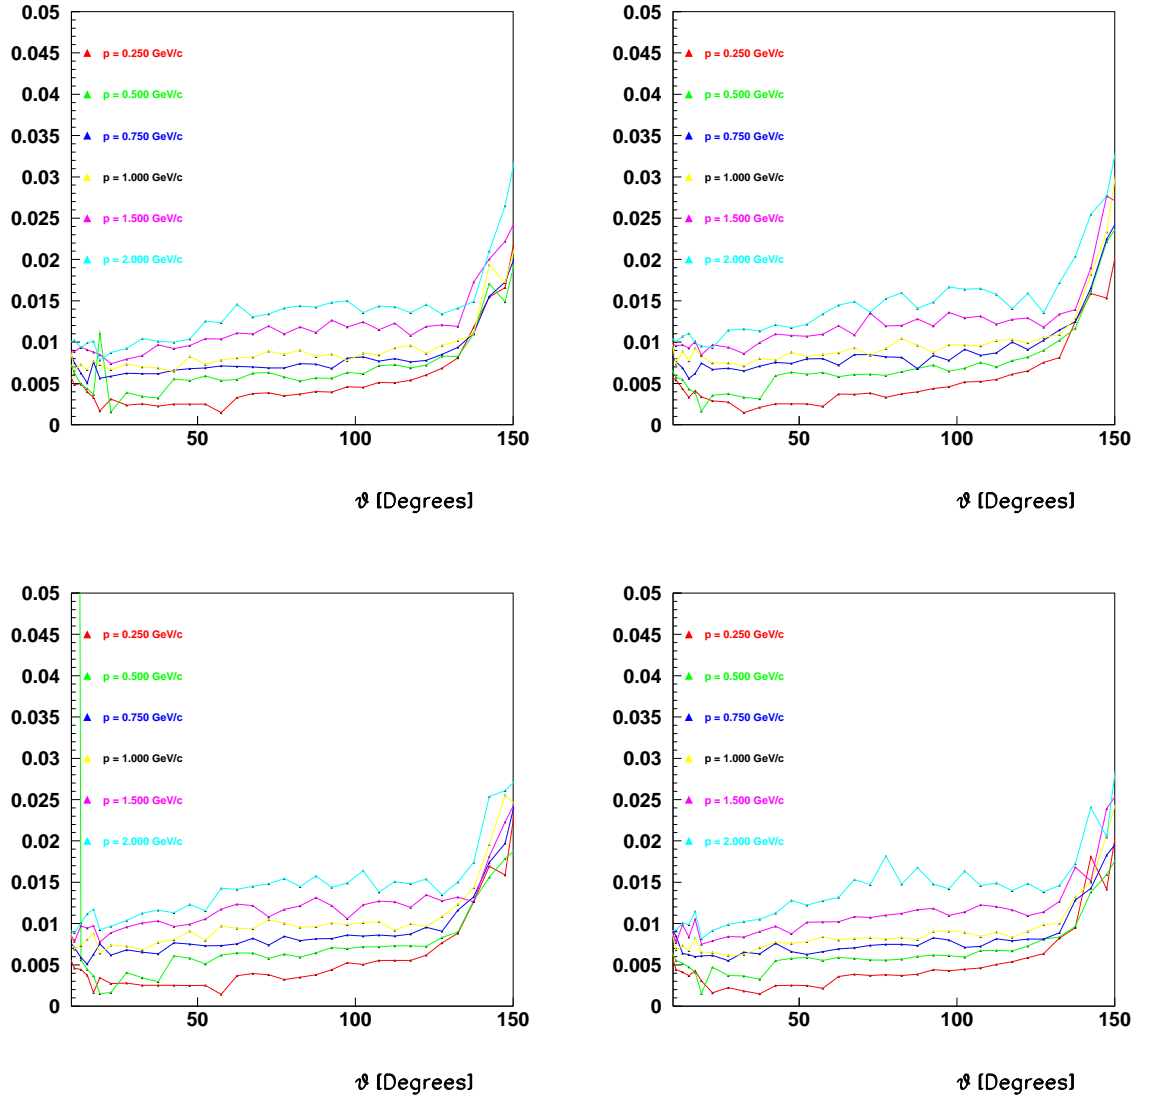 0.05
0.045
p = 0.250 GeV/c
0.04
p = 0.500 GeV/c
0.035
p = 0.750 GeV/c
0.03
p = 1.000 GeV/c
0.025
p = 1.500 GeV/c
0.02
p = 2.000 GeV/c
0.015
0.01
0.005
0
50
100
150
ϑ [Degrees]
0.05
0.045
p = 0.250 GeV/c
0.04
p = 0.500 GeV/c
0.035
p = 0.750 GeV/c
0.03
p = 1.000 GeV/c
0.025
p = 1.500 GeV/c
0.02
p = 2.000 GeV/c
0.015
0.01
0.005
0
50
100
150
ϑ [Degrees]
0.05
0.045
p = 0.250 GeV/c
0.04
p = 0.500 GeV/c
0.035
p = 0.750 GeV/c
0.03
p = 1.000 GeV/c
0.025
p = 1.500 GeV/c
0.02
p = 2.000 GeV/c
0.015
0.01
0.005
0
50
100
150
ϑ [Degrees]
0.05
0.045
p = 0.250 GeV/c
0.04
p = 0.500 GeV/c
0.035
p = 0.750 GeV/c
0.03
p = 1.000 GeV/c
0.025
p = 1.500 GeV/c
0.02
p = 2.000 GeV/c
0.015
0.01
0.005
0
50
100
150
ϑ [Degrees]